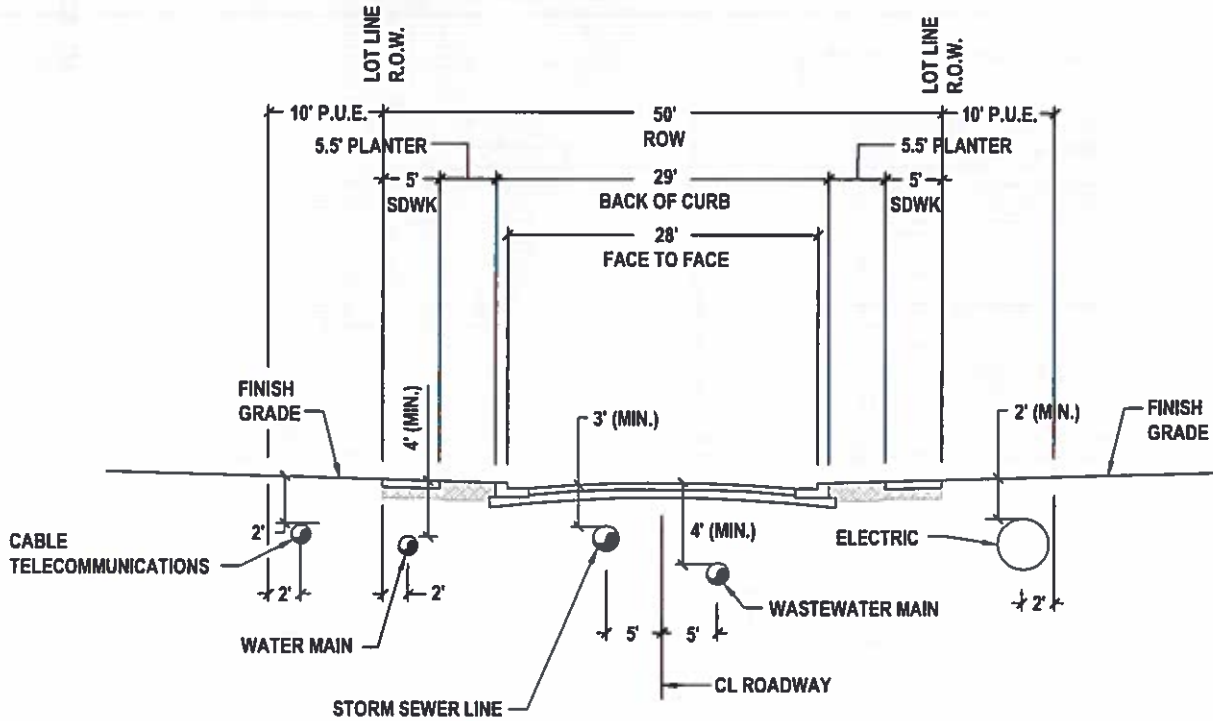 LOT LINE
R.O.W.
LOT LINE
R.O.W.
10' P.U.E.
50'
ROW
10' P.U.E.
5.5' PLANTER
5.5' PLANTER
5'
SDWK
29'
BACK OF CURB
5'
SDWK
28'
FACE TO FACE
FINISH
GRADE
4' (MIN.)
3' (MIN.)
2' (MIN.)
FINISH
GRADE
2'
CABLE
TELECOMMUNICATIONS
4' (MIN.)
ELECTRIC
2'
2'
2'
WATER MAIN
5'
5'
WASTEWATER MAIN
CL ROADWAY
STORM SEWER LINE